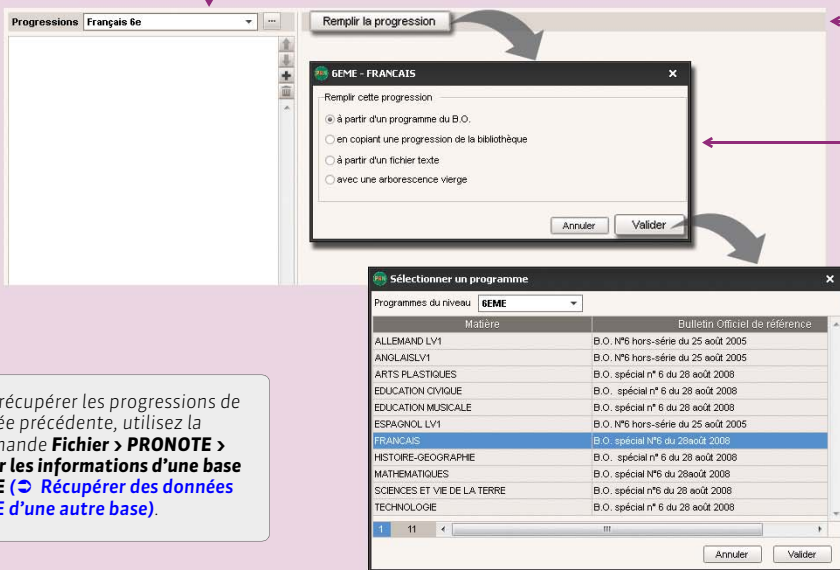 Progressions Français 6e ...
Remplir la progression
6EME - FRANCAIS
Remplir cette progression
à partir d'un programme du B.O.
en copiant une progression de la bibliothèque
à partir d'un fichier texte
avec une arborescence vierge
Annuler Valider
Sélectionner un programme
Programmes du niveau 6EME
Matière Bulletin Officiel de référence
ALLEMAND LV1 B.O. N°6 hors-série du 25 août 2005
ANGLAISLV1 B.O. N°6 hors-série du 25 août 2005
ARTS PLASTIQUES B.O. spécial n° 6 du 28 août 2008
EDUCATION CIVIQUE B.O. spécial n° 6 du 28 août 2008
EDUCATION MUSICALE B.O. spécial n° 6 du 28 août 2008
ESPAGNOL LV1 B.O. N°6 hors-série du 25 août 2005
FRANCAIS B.O. spécial N°6 du 28août 2008
HISTOIRE-GEOGRAPHIE B.O. spécial n° 6 du 28 août 2008
MATHEMATIQUES B.O. spécial n°6 du 28 août 2008
SCIENCES ET VIE DE LA TERRE B.O. spécial n°6 du 28 août 2008
TECHNOLOGIE B.O. spécial n° 6 du 28 août 2008
1 11
Annuler Valider
récupérer les progressions de
ée précédente, utilisez la
mande Fichier > PRONOTE >
r les informations d'une base
E (➲ Récupérer des données
E d'une autre base).